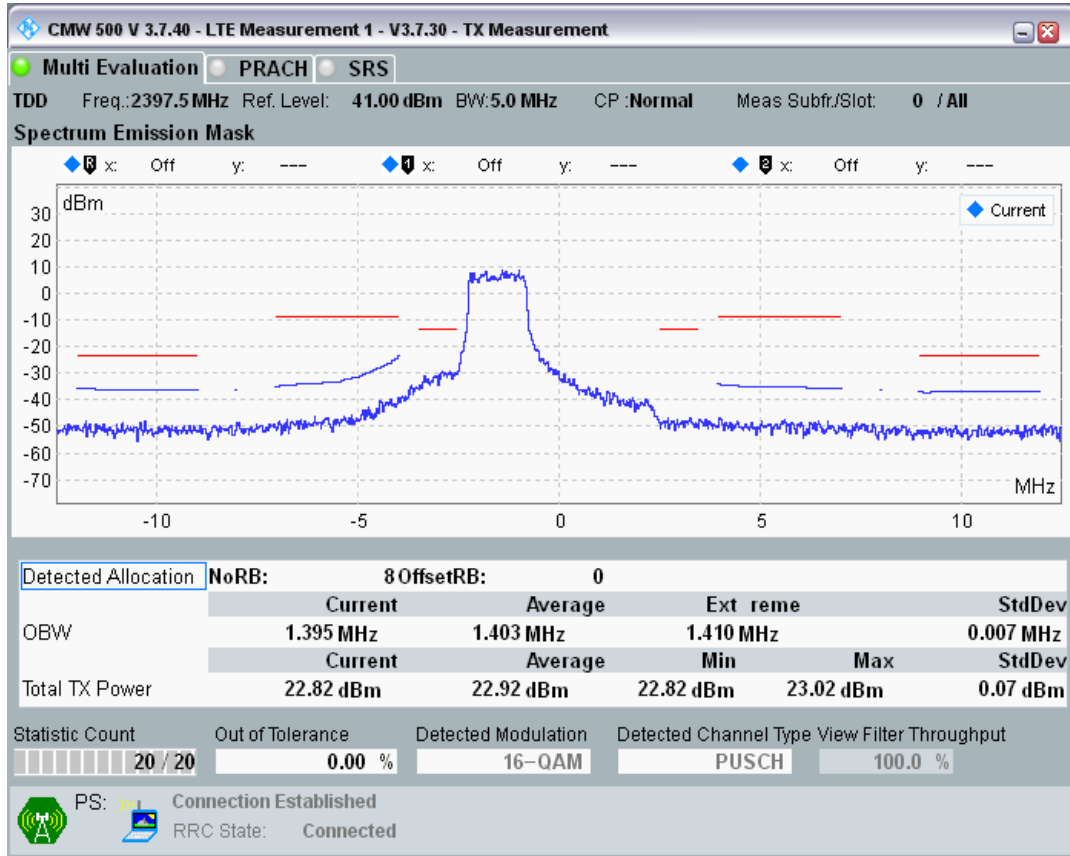 CMW 500 V 3.7.40 - LTE Measurement 1 - V3.7.30 - TX Measurement
Multi Evaluation PRACH SRS
TDD Freq.:2397.5 MHz Ref. Level: 41.00 dBm BW:5.0 MHz CP :Normal Meas Subfr./Slot: 0 / All
Spectrum Emission Mask
R x: Off y: --- 1 x: Off y: --- 2 x: Off y: ---
dBm
Current
30
20
10
0
-10
-20
-30
-40
-50
-60
-70
MHz
-10 -5 0 5 10
Detected Allocation NoRB: 8 OffsetRB: 0
Current Average Ext reme StdDev
OBW 1.395 MHz 1.403 MHz 1.410 MHz 0.007 MHz
Current Average Min Max StdDev
Total TX Power 22.82 dBm 22.92 dBm 22.82 dBm 23.02 dBm 0.07 dBm
Statistic Count Out of Tolerance Detected Modulation Detected Channel Type View Filter Throughput
20 / 20 0.00 % 16-QAM PUSCH 100.0 %
PS: Connection Established
RRC State: Connected